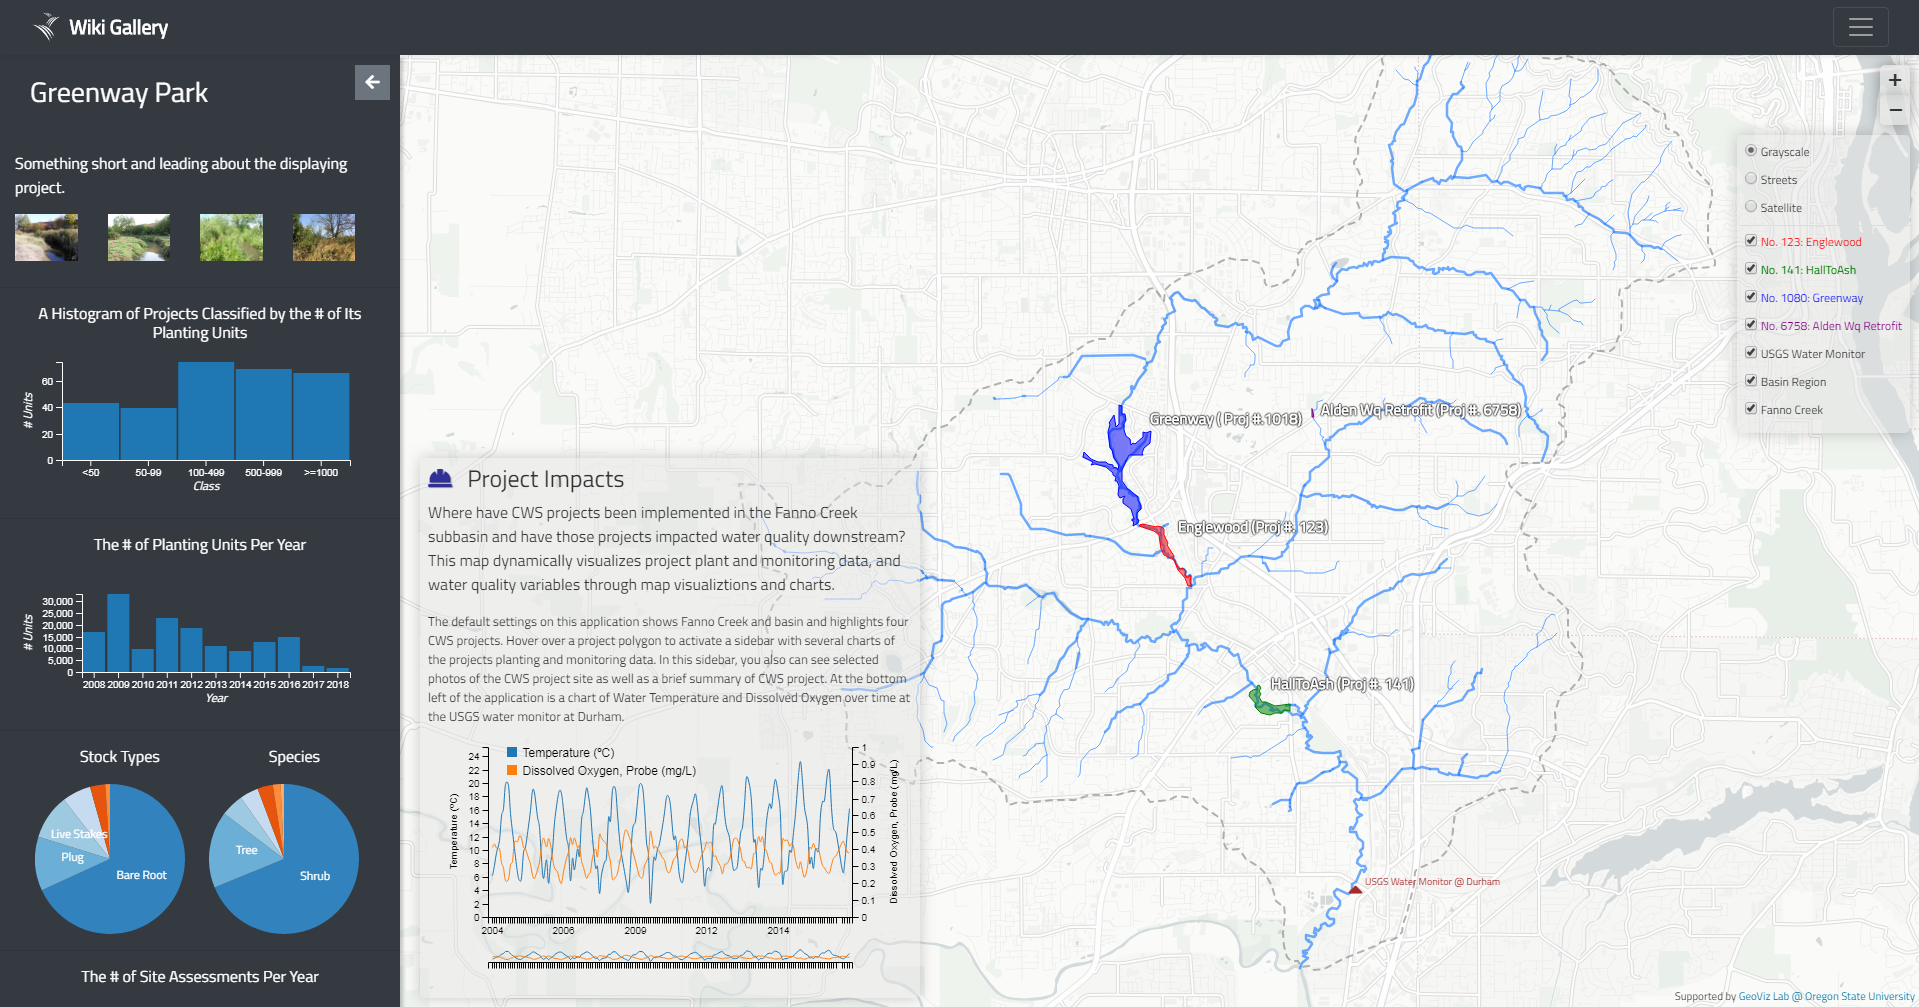 Wiki Gallery
Greenway Park
Something short and leading about the displaying
project.
A Histogram of Projects Classified by the # of Its
Planting Units
# Units
60
40
20
0
<50
50-99
100-499
500-999
>=1000
Class
The # of Planting Units Per Year
# Units
30,000
25,000
20,000
15,000
10,000
5,000
0
2008 2009 2010 2011 2012 2013 2014 2015 2016 2017 2018
Year
Stock Types
Species
Live Stakes
Plug
Bare Root
Tree
Shrub
The # of Site Assessments Per Year
Project Impacts
Where have CWS projects been implemented in the Fanno Creek
subbasin and have those projects impacted water quality downstream?
This map dynamically visualizes project plant and monitoring data, and
water quality variables through map visualiztions and charts.
The default settings on this application shows Fanno Creek and basin and highlights four
CWS projects. Hover over a project polygon to activate a sidebar with several charts of
the projects planting and monitoring data. In this sidebar, you also can see selected
photos of the CWS project site as well as a brief summary of CWS project. At the bottom
left of the application is a chart of Water Temperature and Dissolved Oxygen over time at
the USGS water monitor at Durham.
Temperature (ºC)
Dissolved Oxygen, Probe (mg/L)
Temperature (ºC)
24
22
20
18
16
14
12
10
8
6
4
2
0
1
0.9
0.8
0.7
0.6
0.5
0.4
0.3
0.2
0.1
0
Dissolved Oxygen, Probe (mg/L)
2004 2006 2009 2012 2014
Greenway ( Proj #.1018)
Alden Wq Retrofit (Proj #. 6758)
Englewood (Proj #. 123)
HallToAsh (Proj #. 141)
USGS Water Monitor @ Durham
+
−
Grayscale
Streets
Satellite
No. 123: Englewood
No. 141: HallToAsh
No. 1080: Greenway
No. 6758: Alden Wq Retrofit
USGS Water Monitor
Basin Region
Fanno Creek
Supported by GeoViz Lab @ Oregon State University